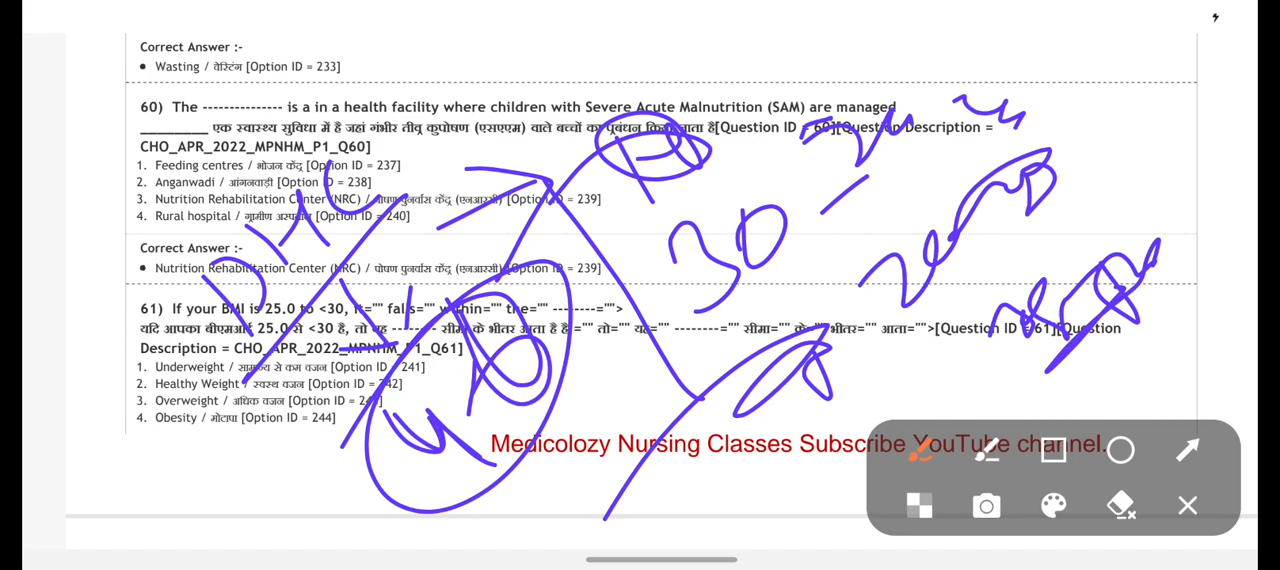 Correct Answer :-
● Wasting / वेस्टिंग [Option ID = 233]
60) The --------------- is a in a health facility where children with Severe Acute Malnutrition (SAM) are managed
________ एक स्वास्थ्य सुविधा में है जहां गंभीर तीव्र कुपोषण (एसएएम) वाले बच्चों का प्रबंधन किया जाता है[Question ID = 60][Question Description =
CHO_APR_2022_MPNHM_P1_Q60]
1. Feeding centres / भोजन केंद्र [Option ID = 237]
2. Anganwadi / आंगनवाड़ी [Option ID = 238]
3. Nutrition Rehabilitation Center (NRC) / पोषण पुनर्वास केंद्र (एनआरसी) [Option ID = 239]
4. Rural hospital / ग्रामीण अस्पताल [Option ID = 240]
Correct Answer :-
● Nutrition Rehabilitation Center (NRC) / पोषण पुनर्वास केंद्र (एनआरसी) [Option ID = 239]
61) If your BMI is 25.0 to <30, it="" falls="" within="" the="" --------="">
यदि आपका बीएमआई 25.0 से <30 है, तो यह -------- सीमा के भीतर आता है है ="" तो="" यह="" --------="" सीमा="" के="" भीतर="" आता="">[Question ID = 61][Question
Description = CHO_APR_2022_MPNHM_P1_Q61]
1. Underweight / सामान्य से कम वजन [Option ID = 241]
2. Healthy Weight / स्वस्थ वजन [Option ID = 242]
3. Overweight / अधिक वजन [Option ID = 243]
4. Obesity / मोटापा [Option ID = 244]
30
Medicolozy Nursing Classes Subscribe YouTube channel.